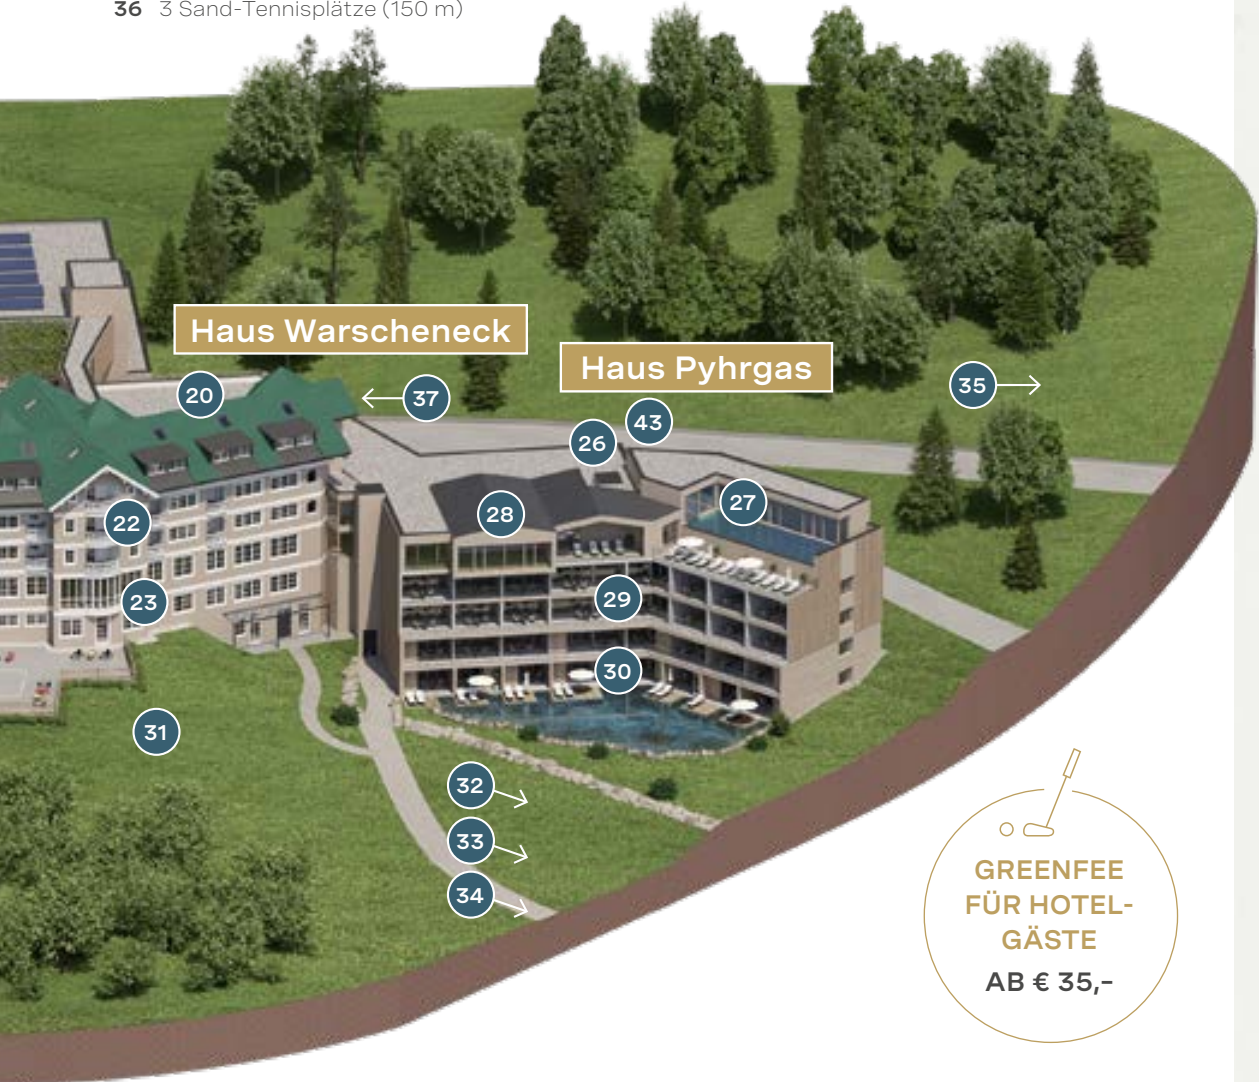 36 3 Sand-Tennisplätze (150 m)
Haus Warscheneck
Haus Pyhrgas
20
37
35
43
26
27
28
22
29
23
30
31
32
33
34
GREENFEE
FÜR HOTEL-
GÄSTE
AB € 35,-